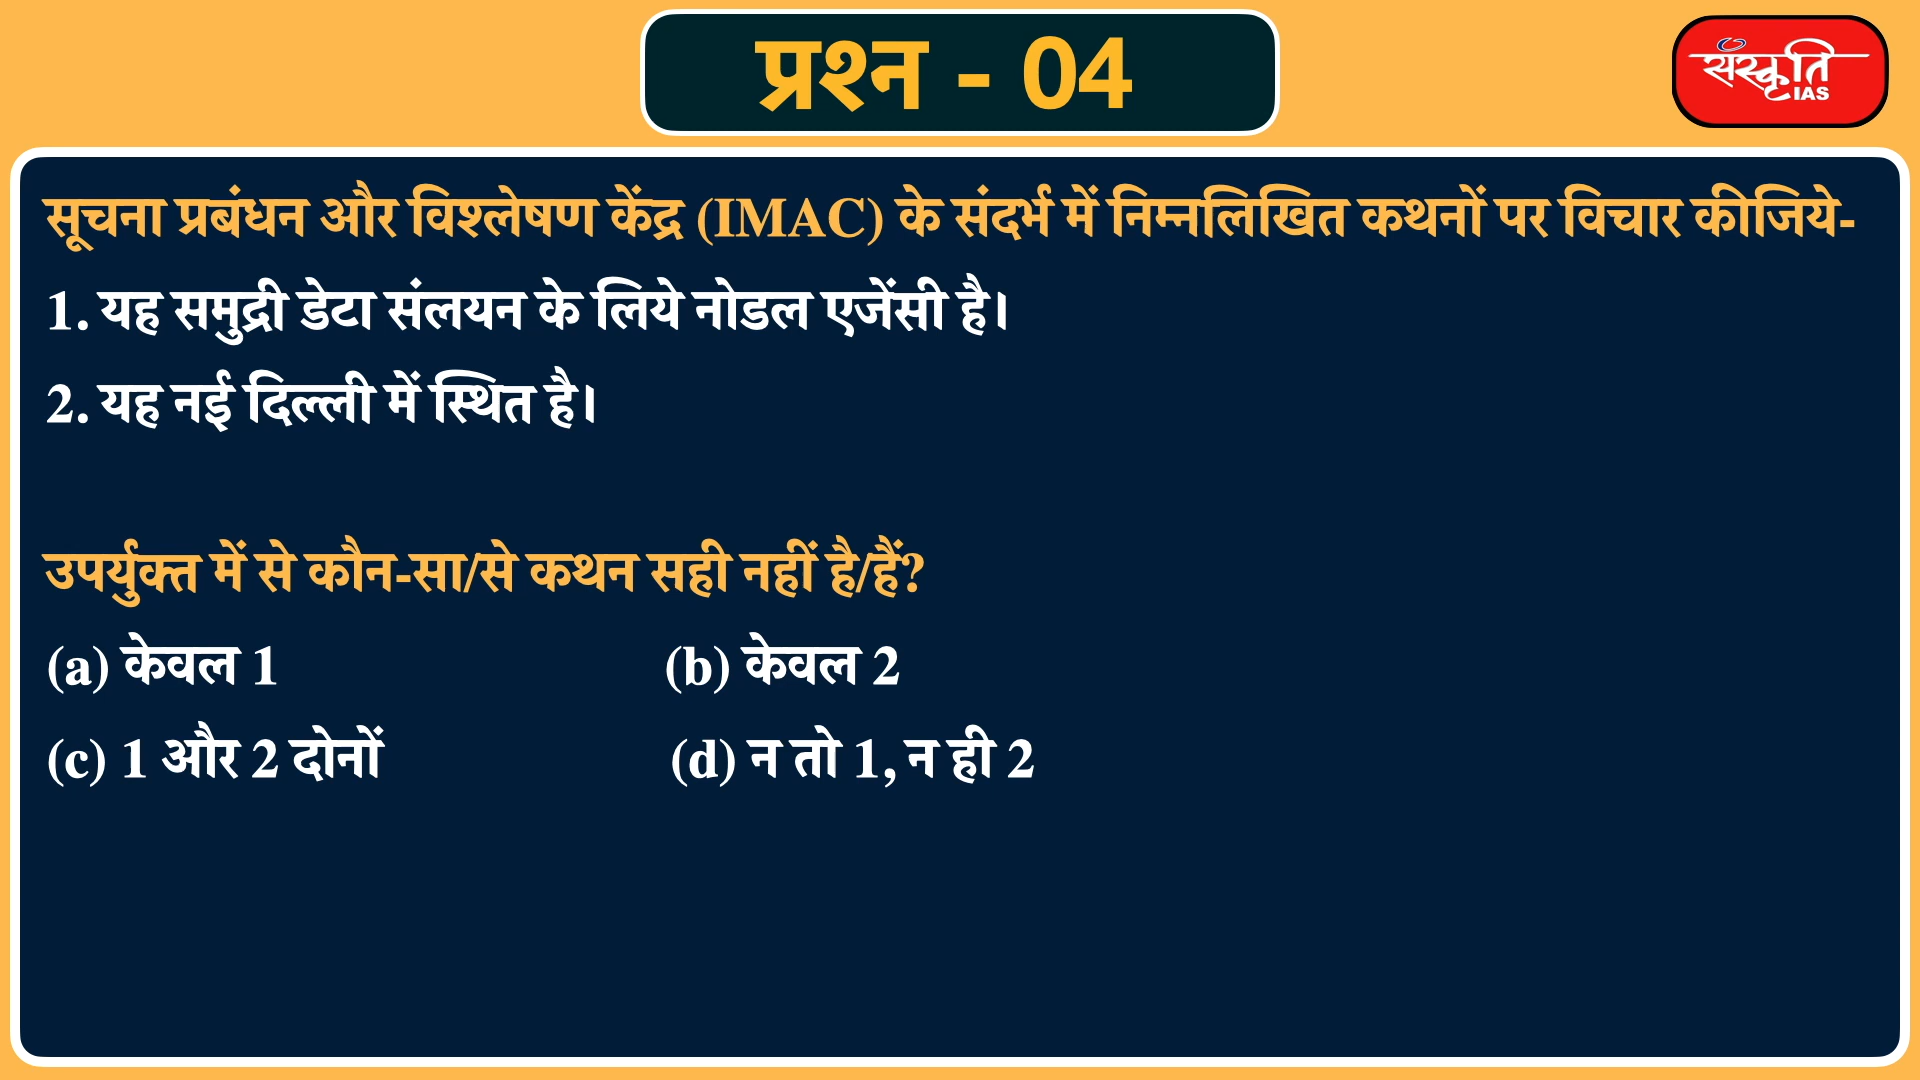 प्रश्न - 04
संस्कृति
IAS
सूचना प्रबंधन और विश्लेषण केंद्र (IMAC) के संदर्भ में निम्नलिखित कथनों पर विचार कीजिये-
1. यह समुद्री डेटा संलयन के लिये नोडल एजेंसी है।
2. यह नई दिल्ली में स्थित है।
उपर्युक्त में से कौन-सा/से कथन सही नहीं है/हैं?
(a) केवल 1 (b) केवल 2
(c) 1 और 2 दोनों (d) न तो 1, न ही 2